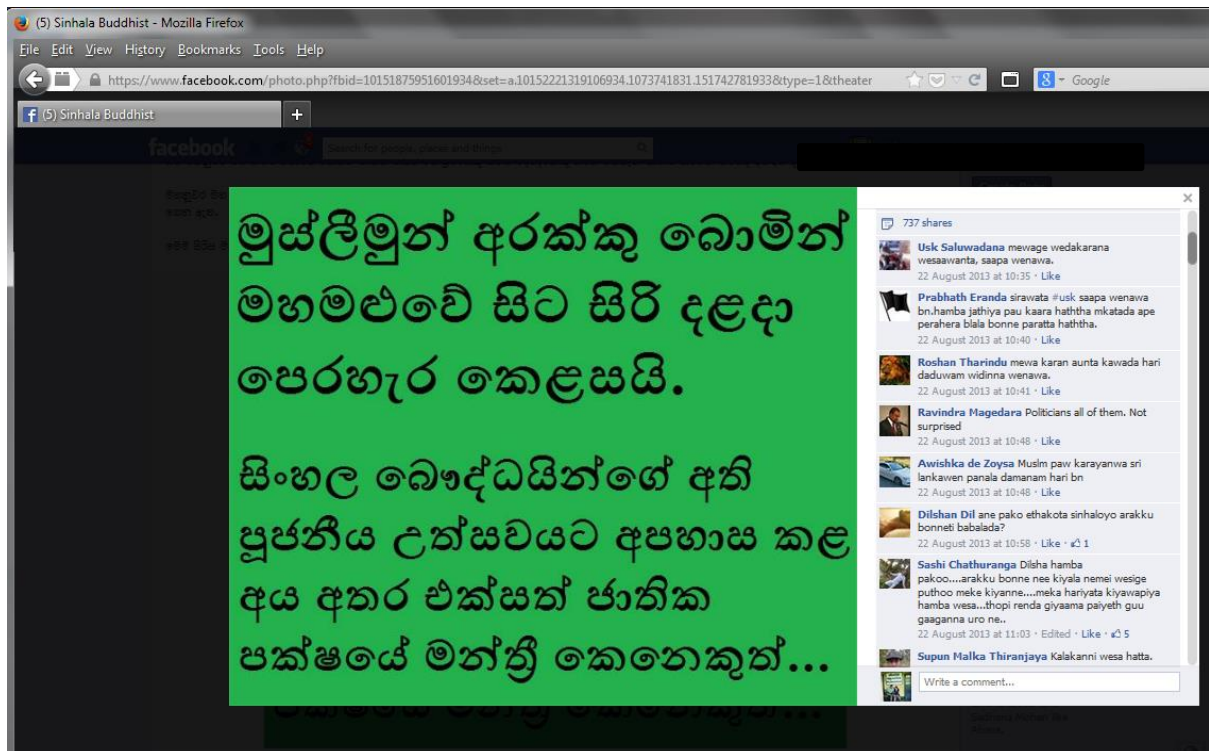 (5) Sinhala Buddhist - Mozilla Firefox
File Edit View History Bookmarks Tools Help
https://www.facebook.com/photo.php?fbid=10151875951601934&set=a.10152221319106934.1073741831.151742781933&type=1&theater
Google
(5) Sinhala Buddhist
facebook
Search for people, places and things
මුස්ලිමුන් අරක්කු බොමින්
මහමළුවේ සිට සිරි දළදා
පෙරහැර කෙළසයි.
සිංහල බෞද්ධයින්ගේ අති
පූජනීය උත්සවයට අපහාස කළ
අය අතර එක්සත් ජාතික
පක්ෂයේ මන්ත්‍රී කෙනෙකුත්...
737 shares
Usk Saluwadana mewage wedakarana
wesaawanta, saapa wenawa.
22 August 2013 at 10:35 · Like
Prabhath Eranda sirawata #usk saapa wenawa
bn.hamba jathiya pau kaara haththa mkatada ape
perahera blala bonne paratta haththa.
22 August 2013 at 10:40 · Like
Roshan Tharindu mewa karan aunta kawada hari
daduwam widinna wenawa.
22 August 2013 at 10:41 · Like
Ravindra Magedara Politicians all of them. Not
surprised
22 August 2013 at 10:48 · Like
Awishka de Zoysa Muslm paw karayanwa sri
lankawen panala damanam hari bn
22 August 2013 at 10:48 · Like
Dilshan Dil ane pako ethakota sinhaloyo arakku
bonneti babalada?
22 August 2013 at 10:58 · Like · 1
Sashi Chathuranga Dilsha hamba
pakoo....arakku bonne nee kiyala nemei wesige
puthoo meke kiyanne....meka hariyata kiyawapiya
hamba wesa...thopi renda giyaama paiyeth guu
gaaganna uro ne..
22 August 2013 at 11:03 · Edited · Like · 5
Supun Malka Thiranjaya Kalakanni wesa hatta.
Write a comment...